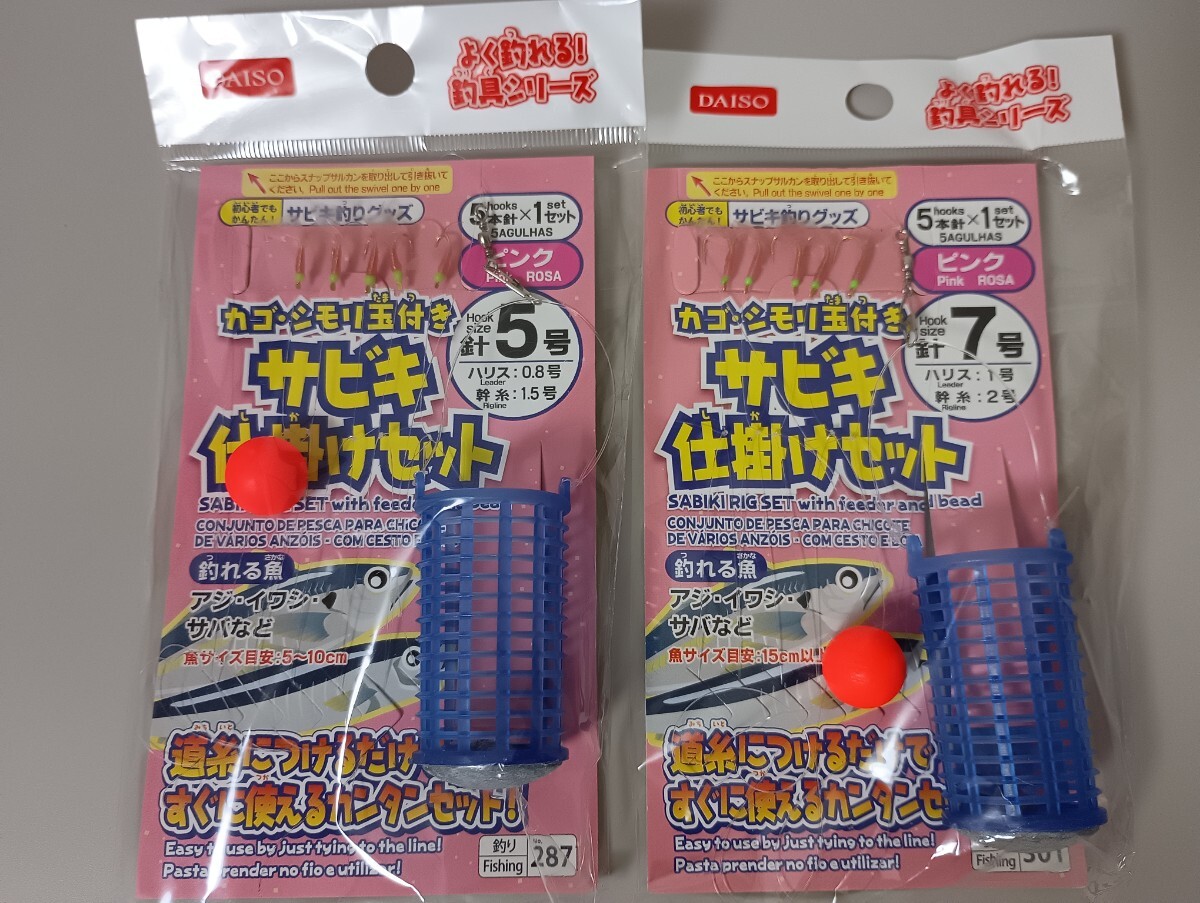 DAISO
よく釣れる！
釣具シリーズ
ここからスナップサルカンを取り出して引き抜いて
ください。Pull out the swivel one by one
初心者でも
かんたん！
サビキ釣りグッズ
5 hooks 本針×1 set セット
5AGULHAS
ピンク
Pink ROSA
カゴ・シモリ玉付き
サビキ
仕掛けセット
Hook size
針5号
ハリス:0.8号
Leader
幹糸:1.5号
Rigline
SET with feeder
CONJUNTO DE PESCA PARA
DE VÁRIOS ANZÓIS - COM CESTO E
釣れる魚
アジ・イワシ・
サバなど
魚サイズ目安:5～10cm
道糸につけるだけ
すぐに使えるカンタンセット！
Easy to use by just tying to the line!
Pasta prender no fio e utilizar!
釣り
Fishing
No.
287
DAISO
よく釣れる！
釣具シリーズ
ここからスナップサルカンを取り出して引き抜いて
ください。Pull out the swivel one by one
初心者でも
かんたん！
サビキ釣りグッズ
5 hooks 本針×1 set セット
5AGULHAS
ピンク
Pink ROSA
カゴ・シモリ玉付き
サビキ
仕掛けセット
Hook size
針7号
ハリス:1号
Leader
幹糸:2号
Rigline
SABIKI RIG SET with feeder and bead
CONJUNTO DE PESCA PARA CHICOTE
DE VÁRIOS ANZÓIS - COM CESTO E
釣れる魚
アジ・イワシ・
サバなど
魚サイズ目安:15cm以上
道糸につけるだけで
すぐに使えるカンタンセ
Easy to use by just tying to the line!
Pasta prender no fio e utilizar!
Fishing
301